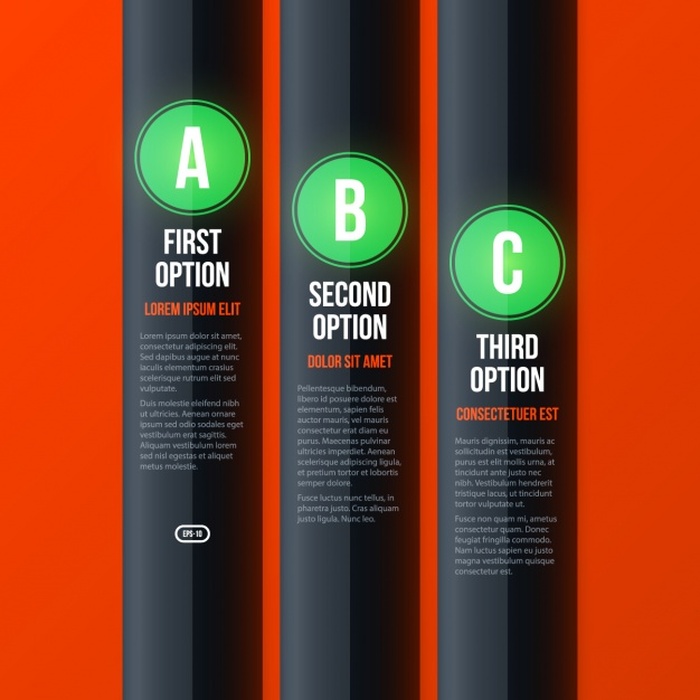 A
FIRST
OPTION
LOREM IPSUM ELIT
Lorem ipsum dolor sit amet,
consectetur adipiscing elit.
Sed dapibus augue at nunc
laculis elementum crasius
scelerisque rutrum elit sed
vulputate.
Duis molestie eleifend nibh
ut ultricies. Aenean ornare
ipsum sed odio sodales eget
vestibulum erat sagittis.
Aliquam vestibulum lorem
sed est sodales et aliquet
metus molestie.
EPS-10
B
SECOND
OPTION
DOLOR SIT AMET
Pellentesque bibendum,
libero id posuere dolore est
elementum, sapien felis
auctor mauris, vel mauris
consectetur erat diam eu
purus. Maecenas pulvinar
ultricies imperdiet. Aenean
scelerisque adipiscing ligula,
et pim tortor et lobortis
semper dolore.
Fusce luctus nunc tellus, in
pharetra justo. Cras aliquam
justo ligula, Nunc leo.
C
THIRD
OPTION
CONSECTETUER EST
Mauris dignissim, mauris ac
sollicitudin est vestibulum,
purus est elit mollis urna, at
tincidunt ante justo nec
nibh. Vestibulum hendrerit
tristique lacus, ut tincidunt
tortor vulputate ut.
Fusce non quam mi, ametus
consectetur quam. Donec
feugiat fringilla commodo.
Nam luctus sapien eu justo
magna vestibulum quis
consectetur est.